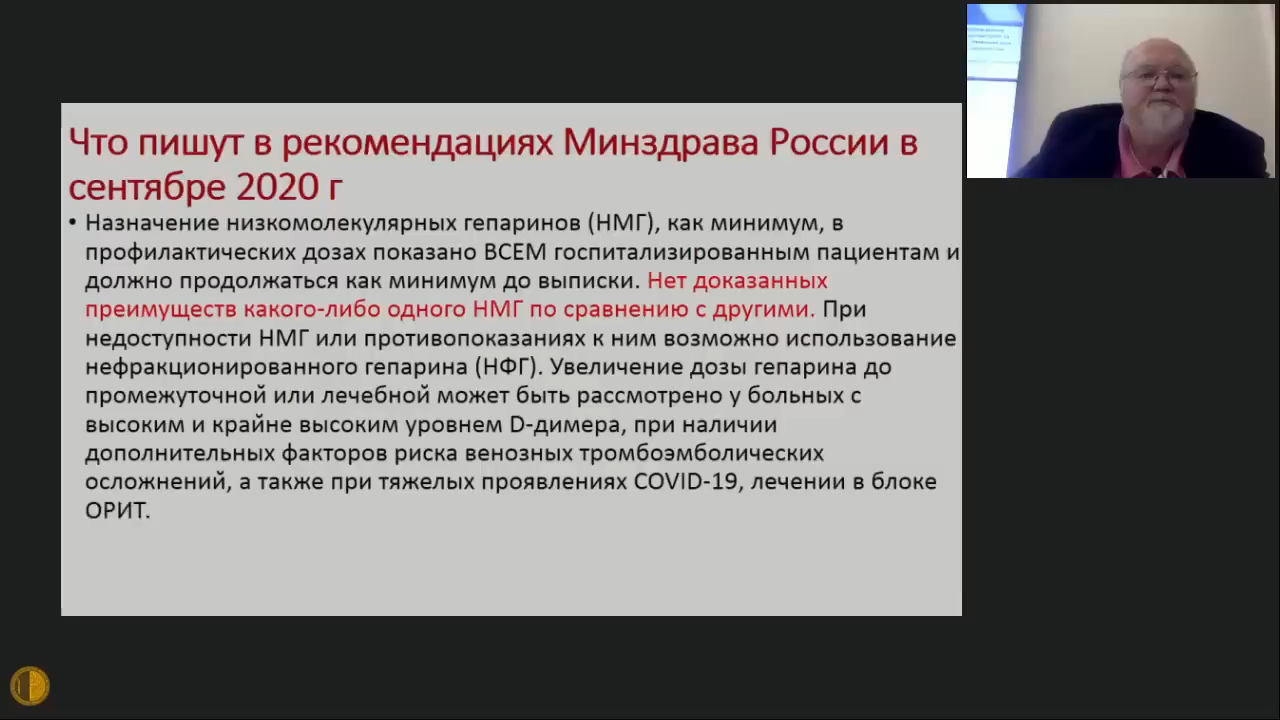 Что пишут в рекомендациях Минздрава России в
сентябре 2020 г
• Назначение низкомолекулярных гепаринов (НМГ), как минимум, в
профилактических дозах показано ВСЕМ госпитализированным пациентам и
должно продолжаться как минимум до выписки. Нет доказанных
преимуществ какого-либо одного НМГ по сравнению с другими. При
недоступности НМГ или противопоказаниях к ним возможно использование
нефракционированного гепарина (НФГ). Увеличение дозы гепарина до
промежуточной или лечебной может быть рассмотрено у больных с
высоким и крайне высоким уровнем D-димера, при наличии
дополнительных факторов риска венозных тромбоэмболических
осложнений, а также при тяжелых проявлениях COVID-19, лечении в блоке
ОРИТ.